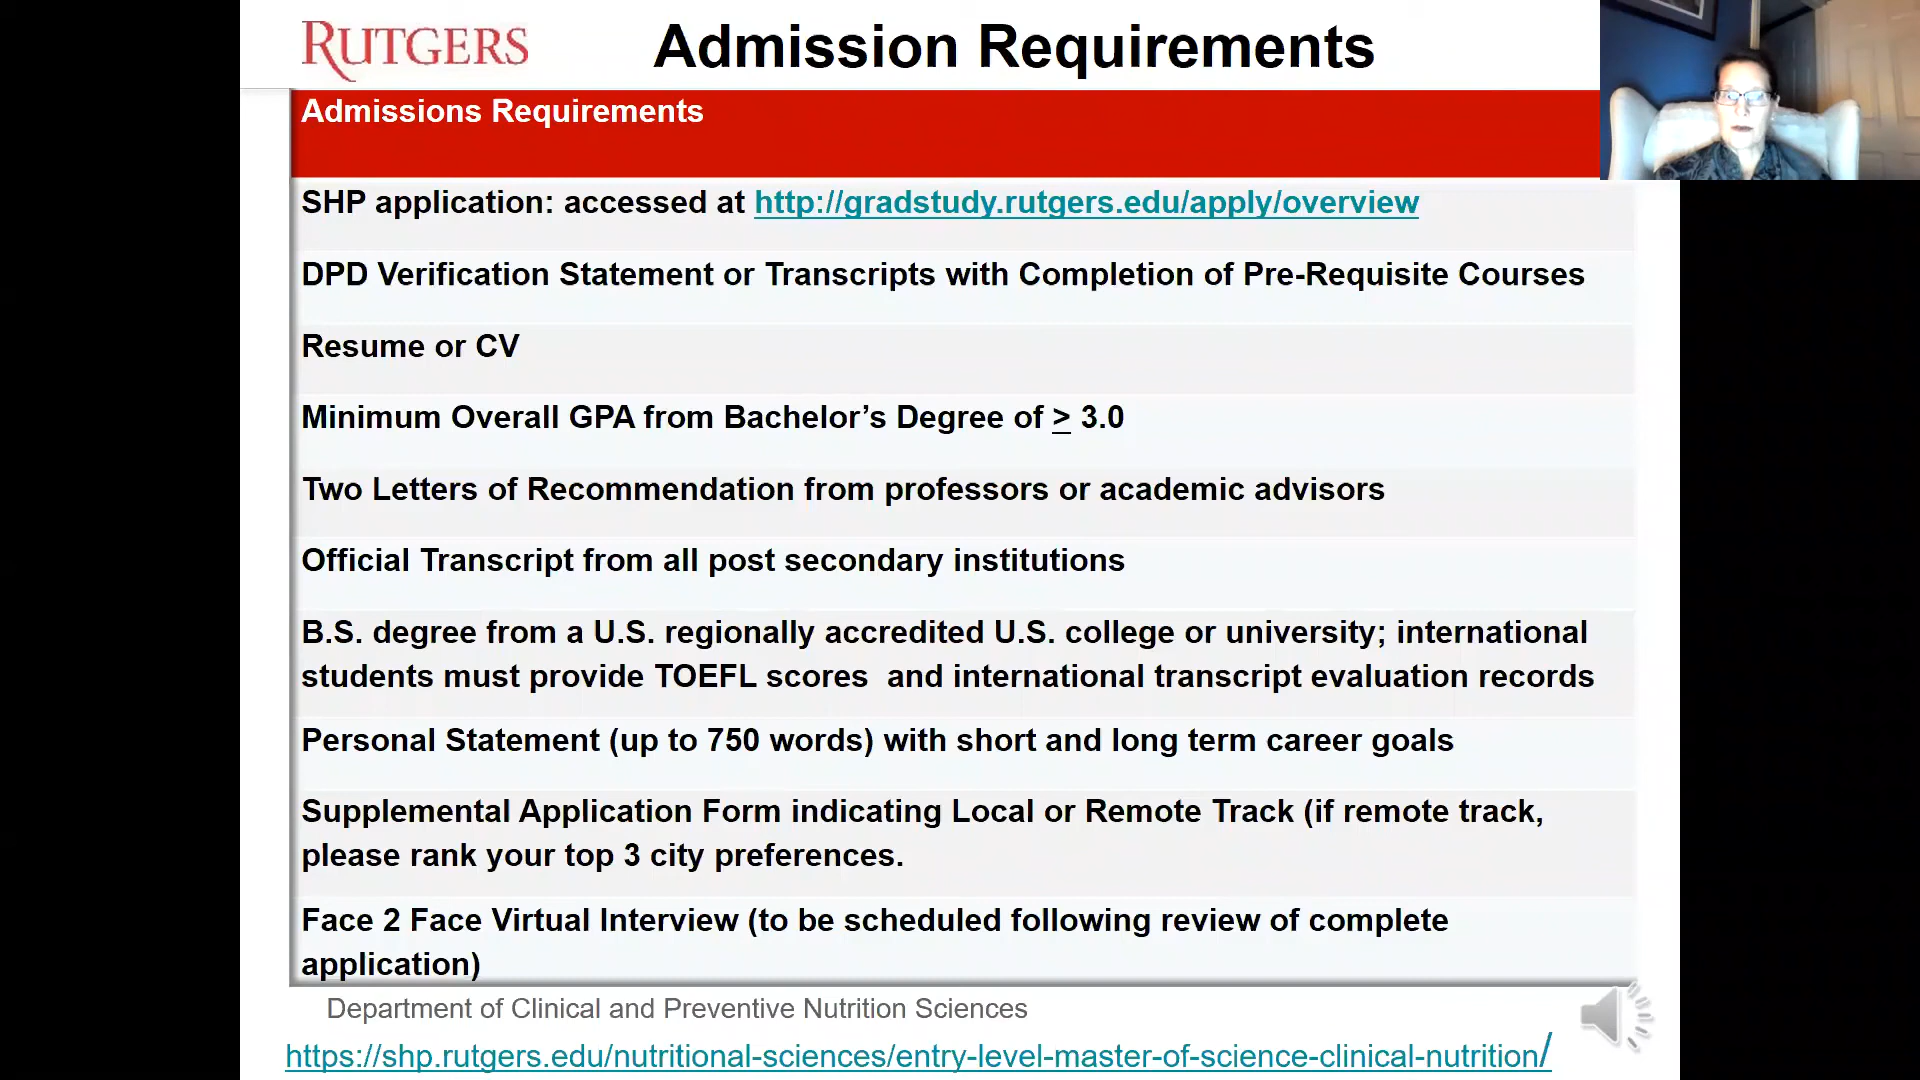 RUTGERS
Admission Requirements
Admissions Requirements
SHP application: accessed at http://gradstudy.rutgers.edu/apply/overview
DPD Verification Statement or Transcripts with Completion of Pre-Requisite Courses
Resume or CV
Minimum Overall GPA from Bachelor’s Degree of ≥ 3.0
Two Letters of Recommendation from professors or academic advisors
Official Transcript from all post secondary institutions
B.S. degree from a U.S. regionally accredited U.S. college or university; international
students must provide TOEFL scores  and international transcript evaluation records
Personal Statement (up to 750 words) with short and long term career goals
Supplemental Application Form indicating Local or Remote Track (if remote track,
please rank your top 3 city preferences.
Face 2 Face Virtual Interview (to be scheduled following review of complete
application)
Department of Clinical and Preventive Nutrition Sciences
https://shp.rutgers.edu/nutritional-sciences/entry-level-master-of-science-clinical-nutrition/